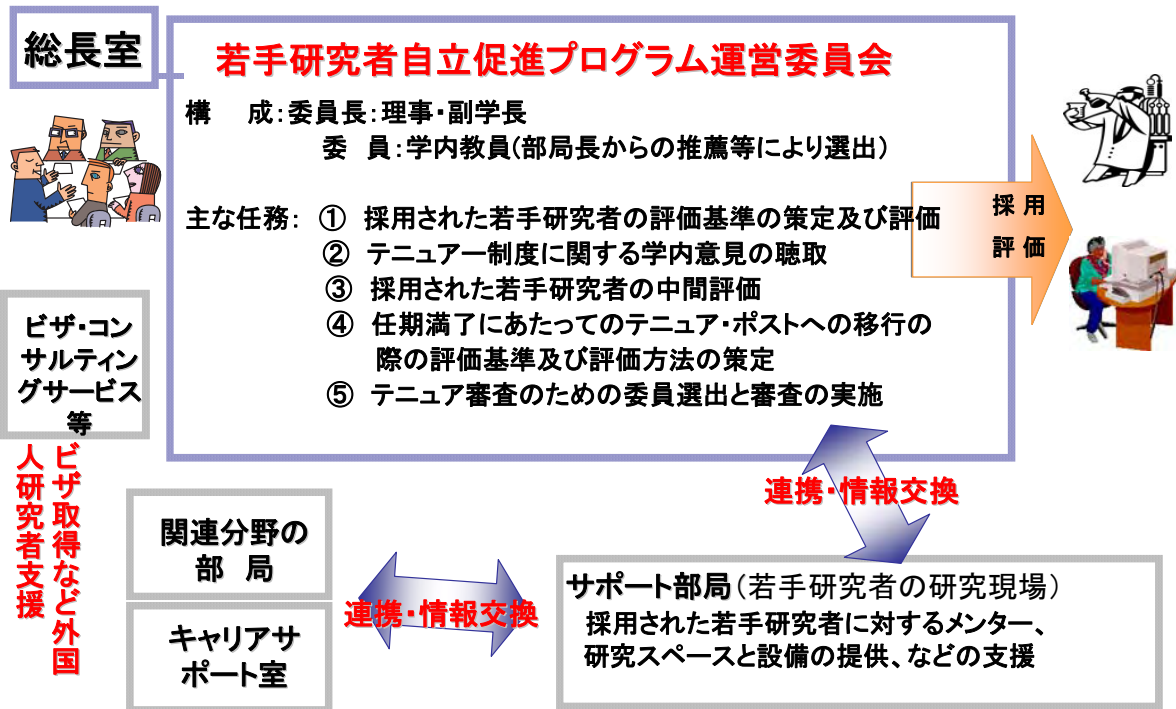 総長室
若手研究者自立促進プログラム運営委員会
構　成：委員長：理事・副学長
委　員：学内教員（部局長からの推薦等により選出）
主な任務：　①　採用された若手研究者の評価基準の策定及び評価
②　テニュアー制度に関する学内意見の聴取
③　採用された若手研究者の中間評価
④　任期満了にあたってのテニュア・ポストへの移行の
際の評価基準及び評価方法の策定
⑤　テニュア審査のための委員選出と審査の実施
採 用
評 価
ビザ・コン
サルティン
グサービス
等
ビザ取得など外国
人研究者支援
連携・情報交換
関連分野の
部　局
キャリアサ
ポート室
連携・情報交換
サポート部局（若手研究者の研究現場）
採用された若手研究者に対するメンター、
研究スペースと設備の提供、などの支援